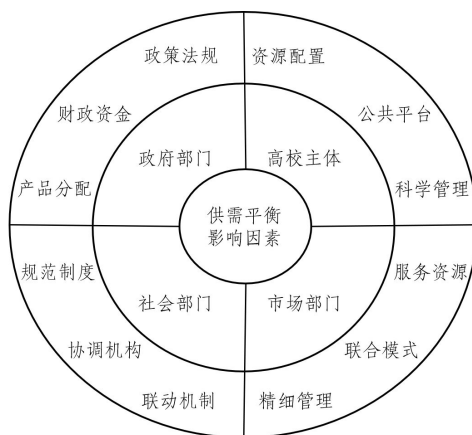 政策法规
资源配置
财政资金
公共平台
政府部门
高校主体
产品分配
科学管理
供需平衡
影响因素
规范制度
服务资源
社会部门
市场部门
协调机构
联合模式
联动机制
精细管理